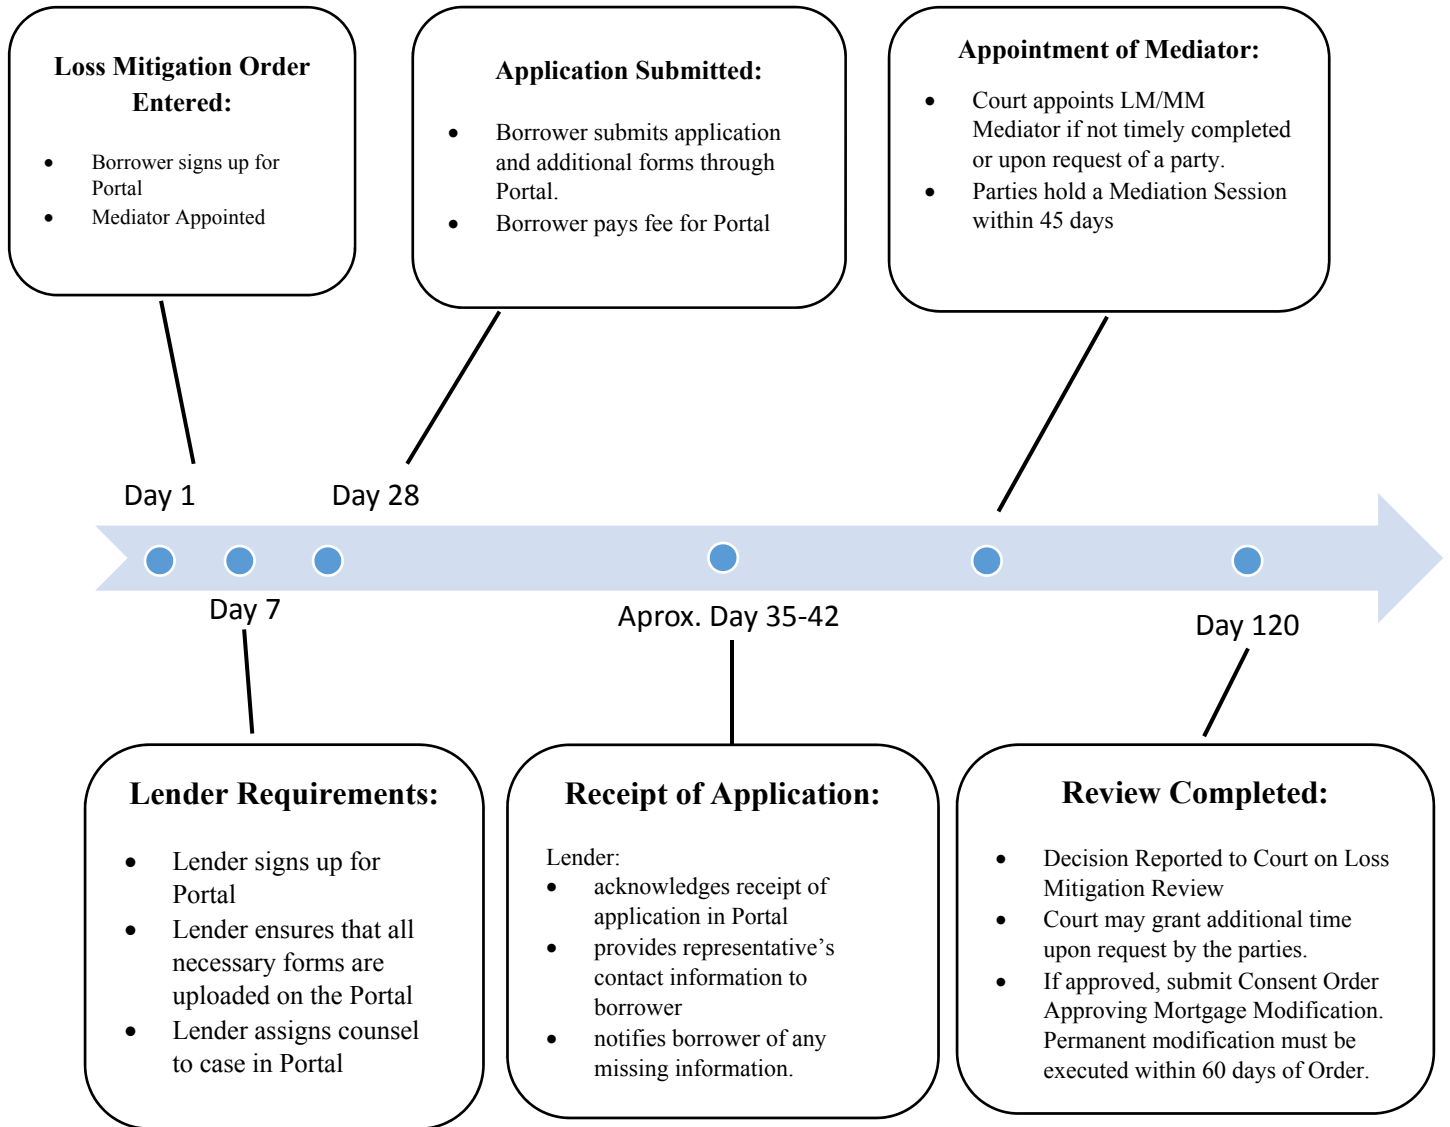 Loss Mitigation Order
Entered:
• Borrower signs up for
Portal
• Mediator Appointed
Application Submitted:
• Borrower submits application
and additional forms through
Portal.
• Borrower pays fee for Portal
Appointment of Mediator:
• Court appoints LM/MM
Mediator if not timely completed
or upon request of a party.
• Parties hold a Mediation Session
within 45 days
Day 1
Day 28
Day 7
Aprox. Day 35-42
Day 120
Lender Requirements:
• Lender signs up for
Portal
• Lender ensures that all
necessary forms are
uploaded on the Portal
• Lender assigns counsel
to case in Portal
Receipt of Application:
Lender:
• acknowledges receipt of
application in Portal
• provides representative’s
contact information to
borrower
• notifies borrower of any
missing information.
Review Completed:
• Decision Reported to Court on Loss
Mitigation Review
• Court may grant additional time
upon request by the parties.
• If approved, submit Consent Order
Approving Mortgage Modification.
Permanent modification must be
executed within 60 days of Order.